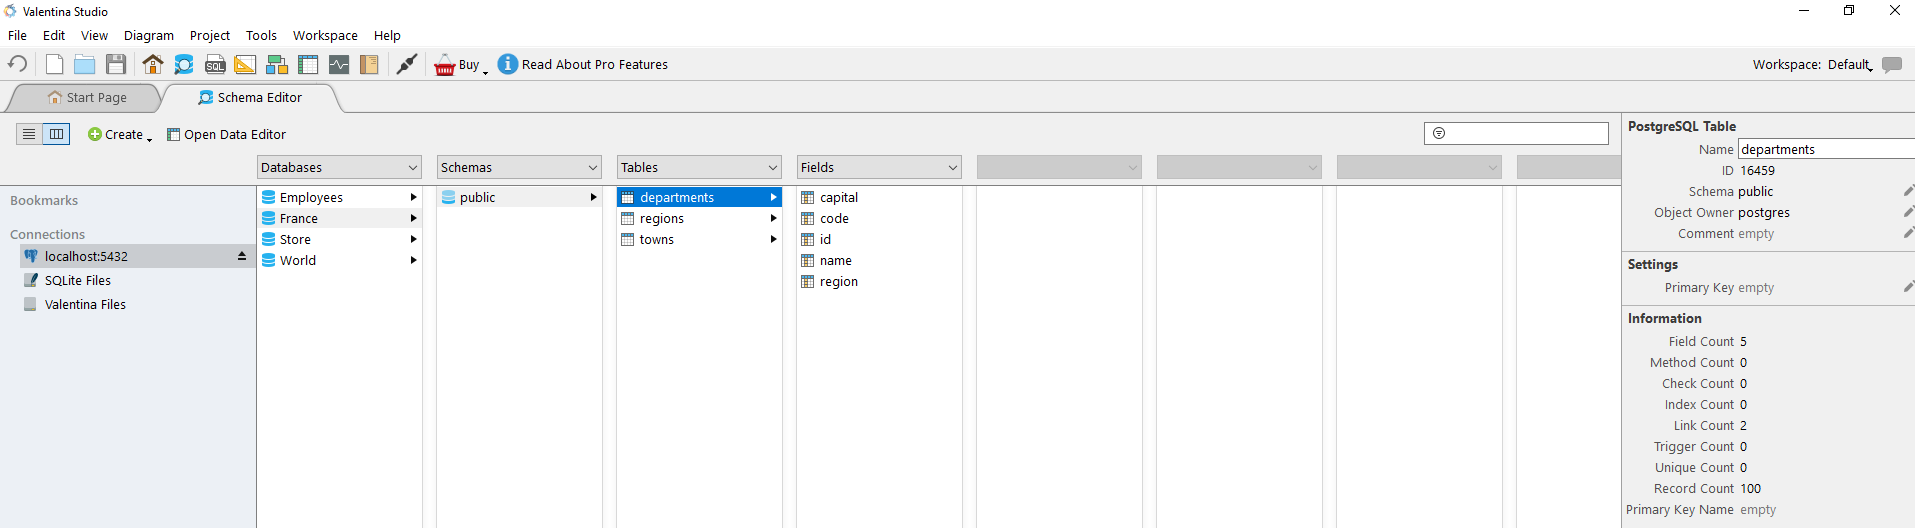 Valentina Studio
File Edit View Diagram Project Tools Workspace Help
SQL Buy Read About Pro Features Workspace: Default
Start Page Schema Editor
Create Open Data Editor
Databases Schemas Tables Fields
Bookmarks
Connections
localhost:5432
SQLite Files
Valentina Files
Employees
France
Store
World
public
departments
regions
towns
capital
code
id
name
region
PostgreSQL Table
Name departments
ID 16459
Schema public
Object Owner postgres
Comment empty
Settings
Primary Key empty
Information
Field Count 5
Method Count 0
Check Count 0
Index Count 0
Link Count 2
Trigger Count 0
Unique Count 0
Record Count 100
Primary Key Name empty